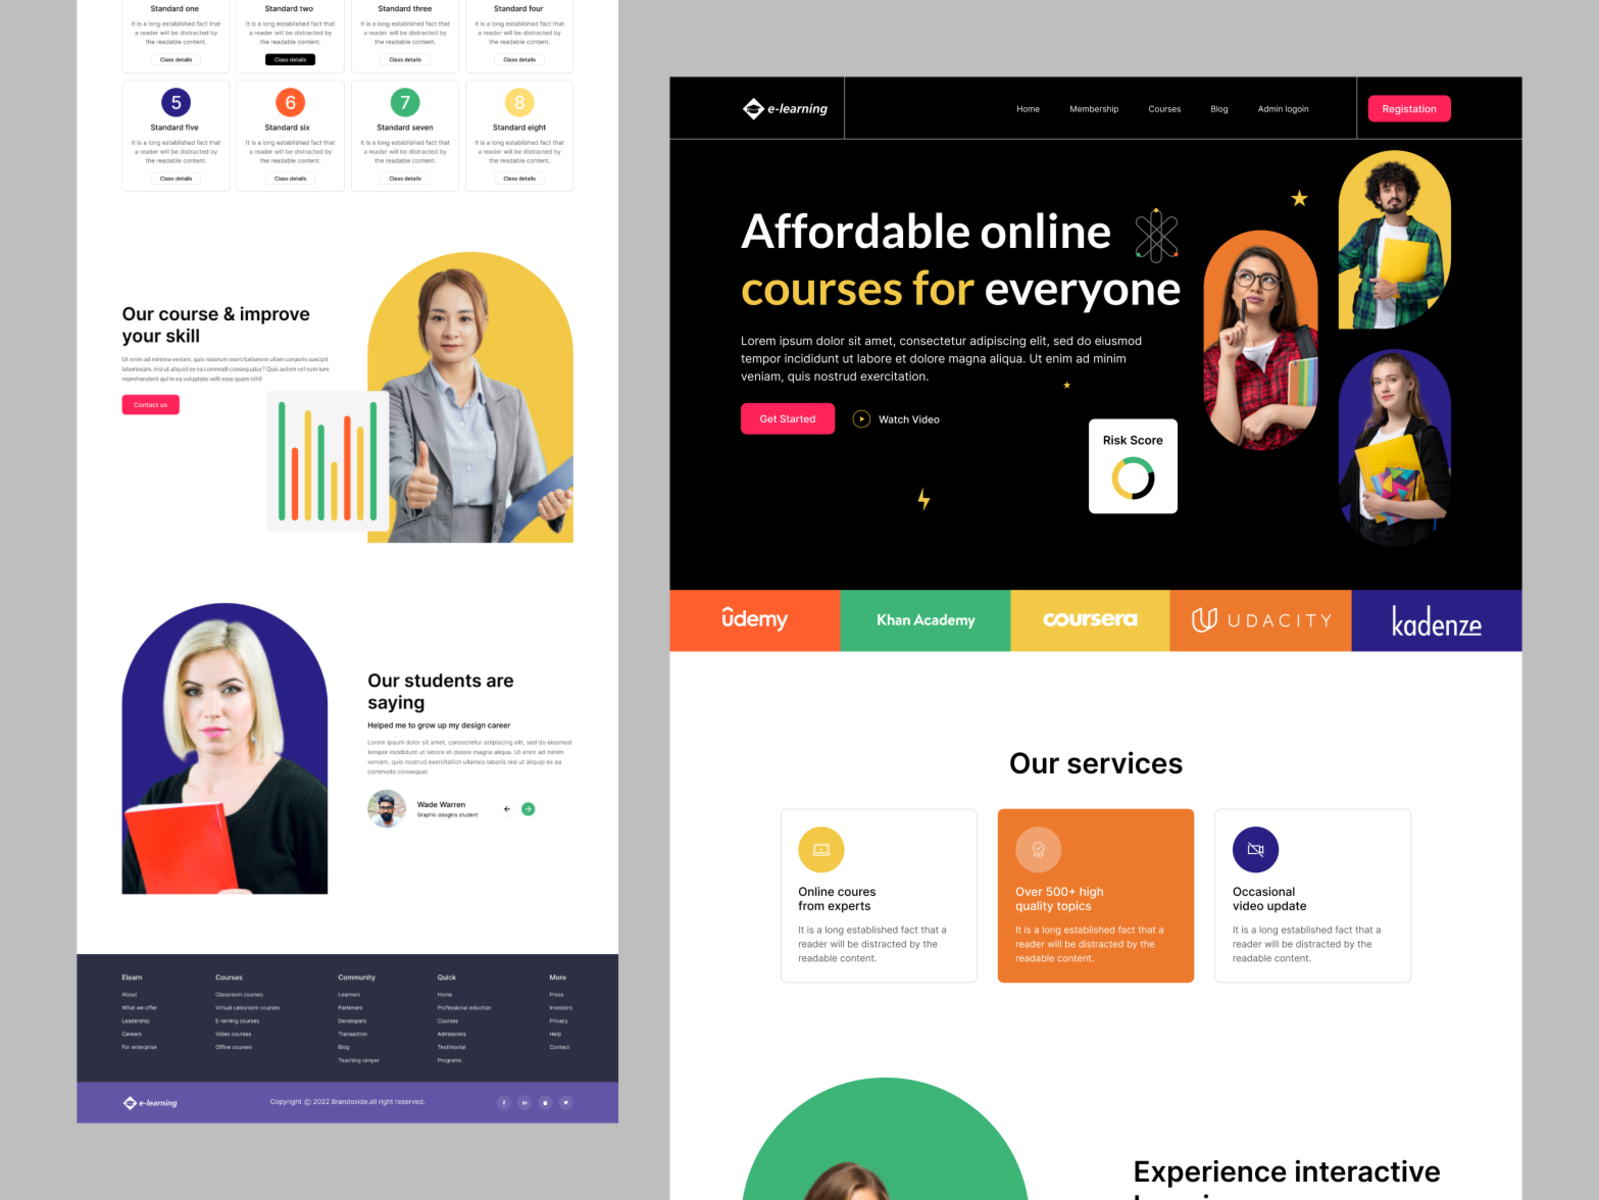 Standard one
It is a long established fact that
a reader will be distracted by
the readable content.
Class details
Standard two
It is a long established fact that
a reader will be distracted by
the readable content.
Class details
Standard three
It is a long established fact that
a reader will be distracted by
the readable content.
Class details
Standard four
It is a long established fact that
a reader will be distracted by
the readable content.
Class details
5
Standard five
It is a long established fact that
a reader will be distracted by
the readable content.
Class details
6
Standard six
It is a long established fact that
a reader will be distracted by
the readable content.
Class details
7
Standard seven
It is a long established fact that
a reader will be distracted by
the readable content.
Class details
8
Standard eight
It is a long established fact that
a reader will be distracted by
the readable content.
Class details
Our course & improve
your skill
Ut enim ad minima veniam, quis nostrum exercitationem ullam corporis suscipit
laboriosam, nisi ut aliquid ex ea commodi consequatur? Quis autem vel eum iure
reprehenderit qui in ea voluptate velit esse quam nihil
Contact us
Our students are
saying
Helped me to grow up my design career
Lorem ipsum dolor sit amet, consectetur adipiscing elit, sed do eiusmod
tempor incididunt ut labore et dolore magna aliqua. Ut enim ad minim
veniam, quis nostrud exercitation ullamco laboris nisi ut aliquip ex ea
commodo consequat.
Wade Warren
Graphic desgins student
Elearn
About
What we offer
Leadership
Careers
For enterprise
Courses
Classroom courses
Virtual calssroom courses
E-lerning courses
Video courses
Offline courses
Community
Learners
Parteners
Developers
Transaction
Blog
Teaching cenyer
Quick
Home
Professional eduction
Courses
Admissions
Testimonial
Programs
More
Press
Investors
Privacy
Help
Contact
e-learning
Copyright © 2022 Brandoxide.all right reserved.
e-learning
Home
Membership
Courses
Blog
Admin logoin
Registation
Affordable online
courses for everyone
Lorem ipsum dolor sit amet, consectetur adipiscing elit, sed do eiusmod
tempor incididunt ut labore et dolore magna aliqua. Ut enim ad minim
veniam, quis nostrud exercitation.
Get Started
Watch Video
Risk Score
udemy
Khan Academy
coursera
UDACITY
kadenze
Our services
Online coures
from experts
It is a long established fact that a
reader will be distracted by the
readable content.
Over 500+ high
quality topics
It is a long established fact that a
reader will be distracted by the
readable content.
Occasional
video update
It is a long established fact that a
reader will be distracted by the
readable content.
Experience interactive